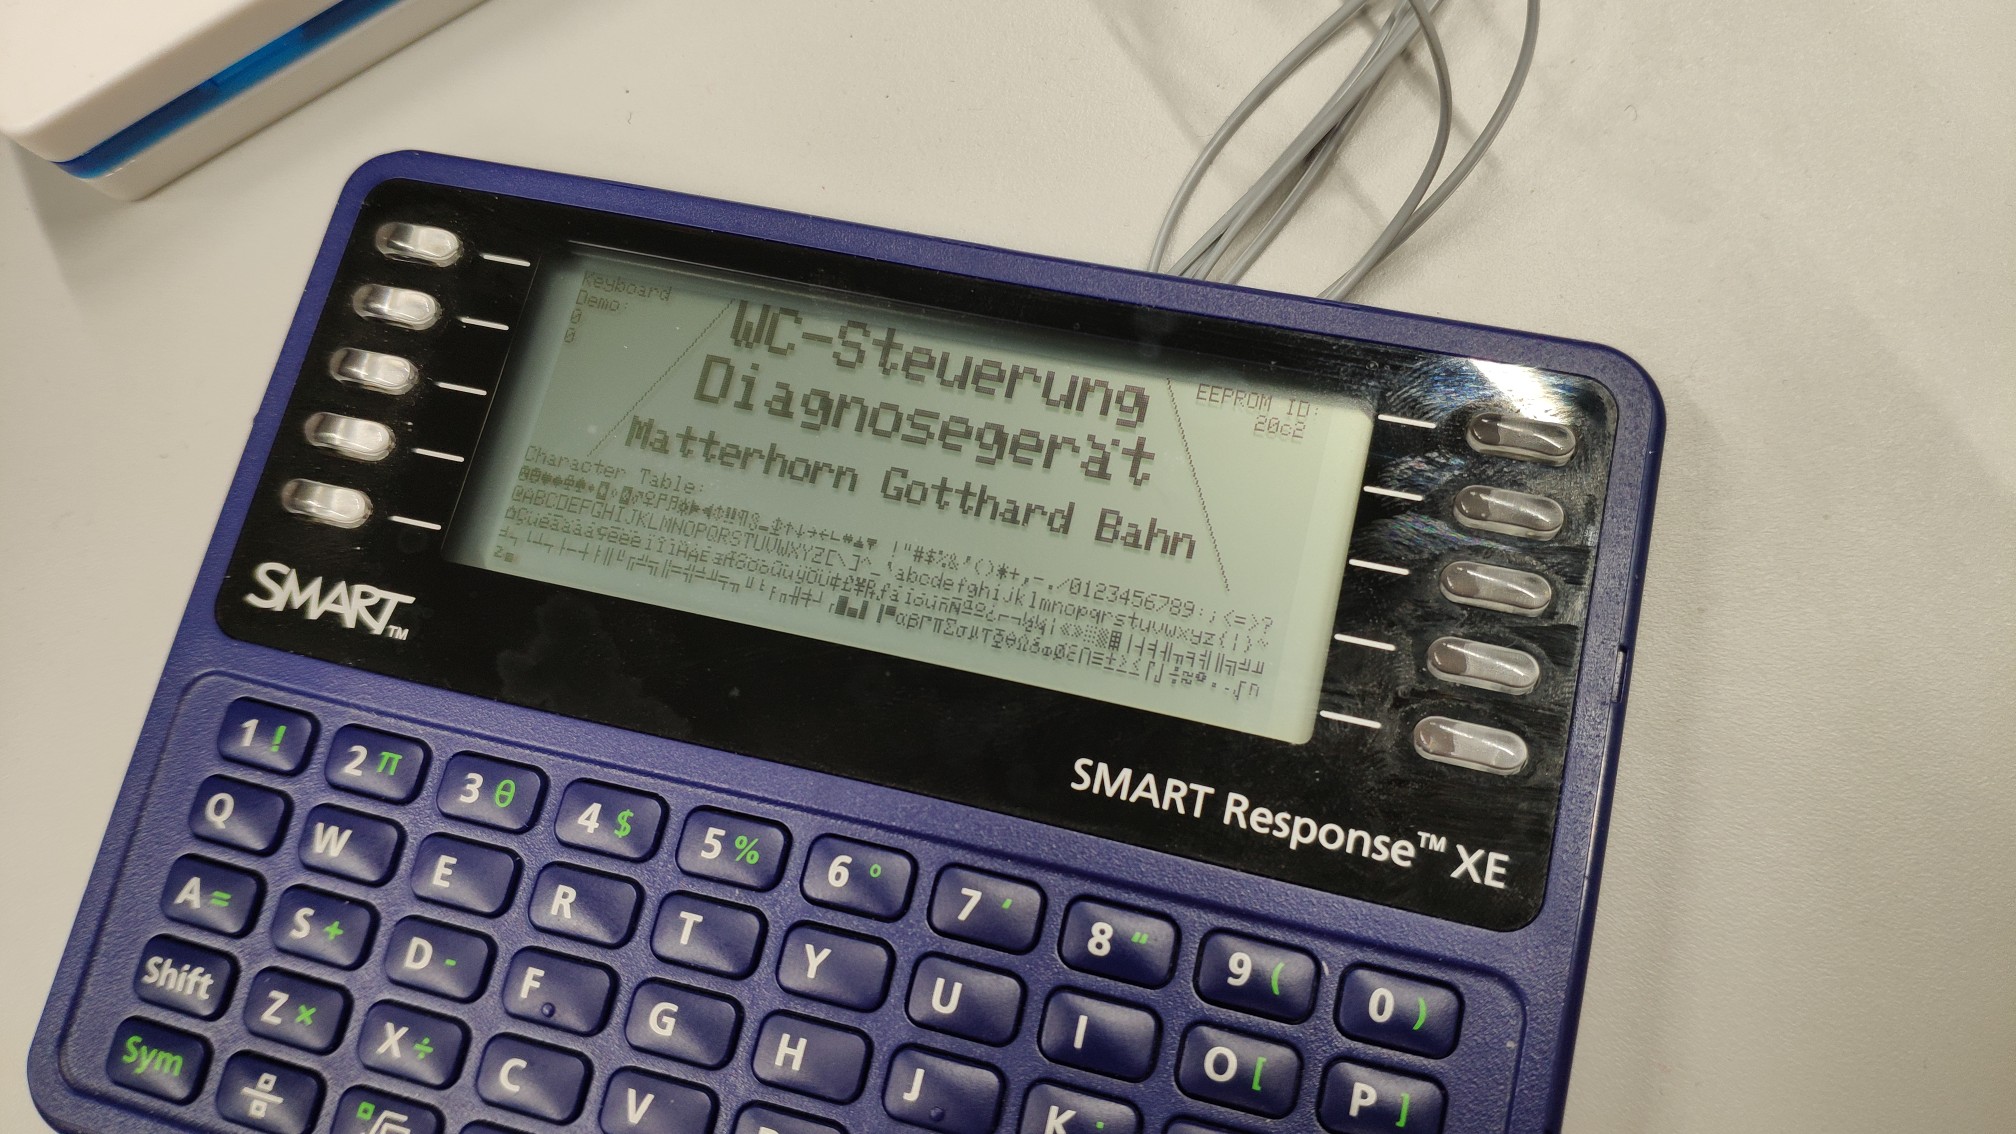 Keyboard
Demo:
0
0
WC-Steuerung
Diagnosegerät
Matterhorn Gotthard Bahn
EEPROM ID:
20c2
Character Table:
!"#$%&'()*+,-./0123456789:;<=>?
@ABCDEFGHIJKLMNOPQRSTUVWXYZ[\]^_`abcdefghijklmnopqrstuvwxyz{|}~
SMART™
SMART Response™ XE
1 ! 2 π 3 θ 4 $ 5 % 6 ° 7 ' 8 " 9 ( 0 )
Q W E R T Y U I O [ P ]
A = S + D - F G H J K
Shift Z × X ÷ C V
Sym